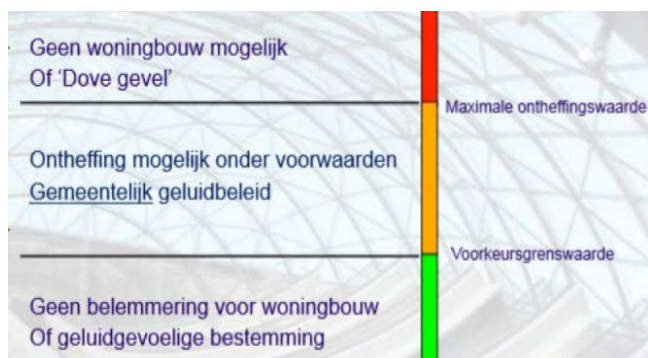 Geen woningbouw mogelijk
Of 'Dove gevel'
Maximale ontheffingswaarde
Ontheffing mogelijk onder voorwaarden
Gemeentelijk geluidbeleid
Voorkeursgrenswaarde
Geen belemmering voor woningbouw
Of geluidgevoelige bestemming